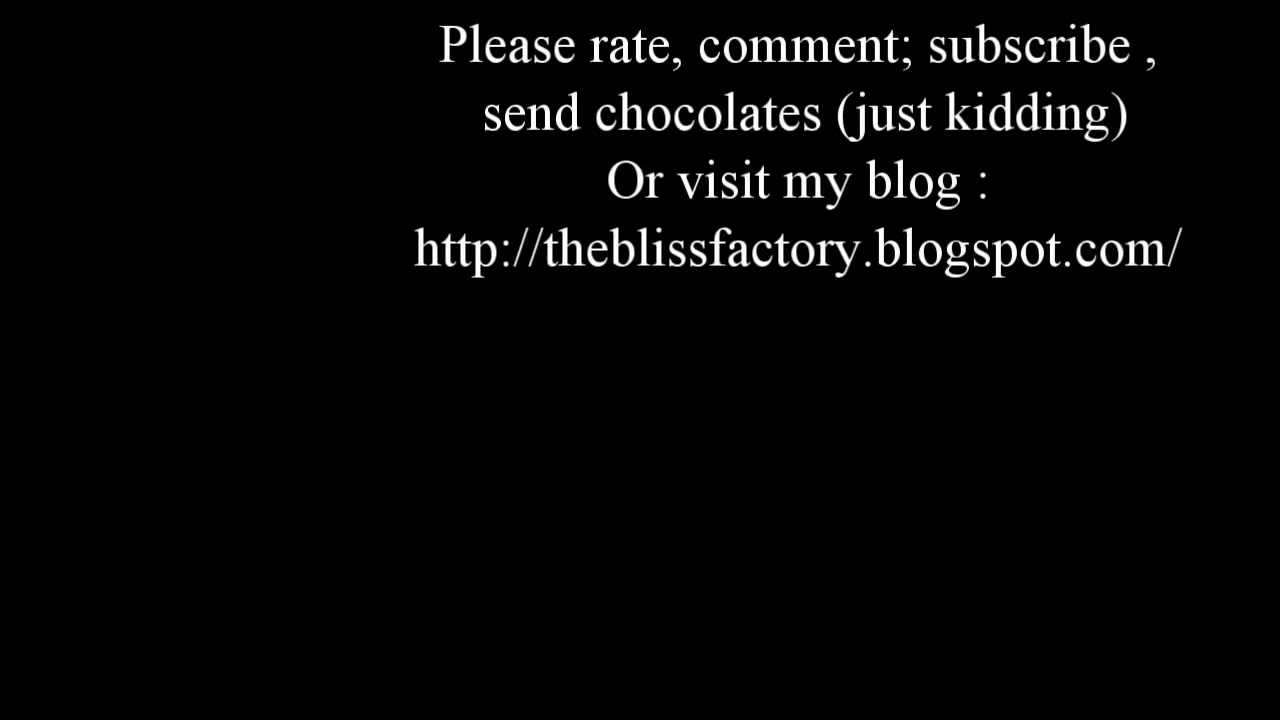 Please rate, comment; subscribe ,
send chocolates (just kidding)
Or visit my blog :
http://theblissfactory.blogspot.com/